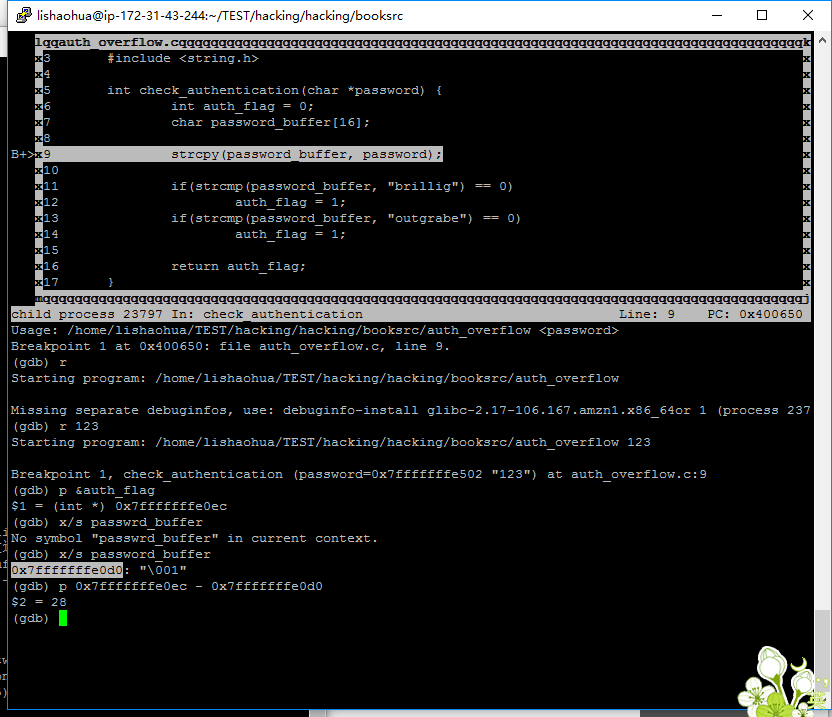 lishaohua@ip-172-31-43-244:~/TEST/hacking/hacking/booksrc
lqqauth_overflow.cqqqqqqqqqqqqqqqqqqqqqqqqqqqqqqqqqqqqqqqqqqqqqqqqqqqqqqqqqqqqqqqqqqqqqqqqqqqqqqk
x3       #include <string.h> x
x4 x
x5       int check_authentication(char *password) { x
x6               int auth_flag = 0; x
x7               char password_buffer[16]; x
x8 x
B+>x9               strcpy(password_buffer, password); x
x10 x
x11              if(strcmp(password_buffer, "brillig") == 0) x
x12                      auth_flag = 1; x
x13              if(strcmp(password_buffer, "outgrabe") == 0) x
x14                      auth_flag = 1; x
x15 x
x16              return auth_flag; x
x17      } x
mqqqqqqqqqqqqqqqqqqqqqqqqqqqqqqqqqqqqqqqqqqqqqqqqqqqqqqqqqqqqqqqqqqqqqqqqqqqqqqqqqqqqqqqqqqqqqqqj
child process 23797 In: check_authentication Line: 9 PC: 0x400650
Usage: /home/lishaohua/TEST/hacking/hacking/booksrc/auth_overflow <password>
Breakpoint 1 at 0x400650: file auth_overflow.c, line 9.
(gdb) r
Starting program: /home/lishaohua/TEST/hacking/hacking/booksrc/auth_overflow
Missing separate debuginfos, use: debuginfo-install glibc-2.17-106.167.amzn1.x86_64or 1 (process 237
(gdb) r 123
Starting program: /home/lishaohua/TEST/hacking/hacking/booksrc/auth_overflow 123
Breakpoint 1, check_authentication (password=0x7fffffffe502 "123") at auth_overflow.c:9
(gdb) p &auth_flag
$1 = (int *) 0x7fffffffe0ec
(gdb) x/s passwrd_buffer
No symbol "passwrd_buffer" in current context.
(gdb) x/s password_buffer
0x7fffffffe0d0: "\001"
(gdb) p 0x7fffffffe0ec - 0x7fffffffe0d0
$2 = 28
(gdb)